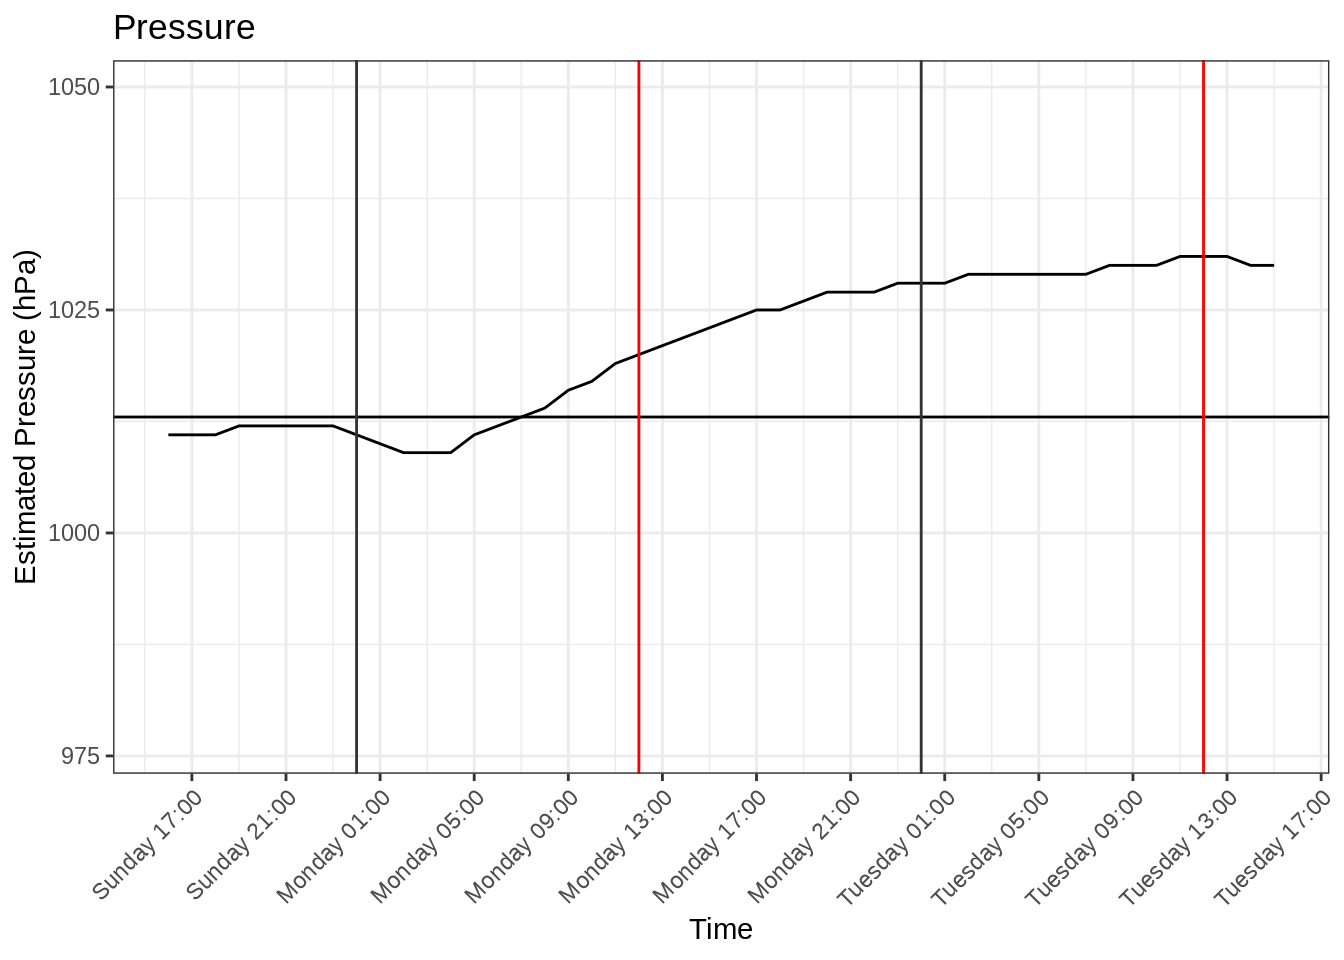 Pressure
Estimated Pressure (hPa)
1050
1025
1000
975
Sunday 17:00
Sunday 21:00
Monday 01:00
Monday 05:00
Monday 09:00
Monday 13:00
Monday 17:00
Monday 21:00
Tuesday 01:00
Tuesday 05:00
Tuesday 09:00
Tuesday 13:00
Tuesday 17:00
Time